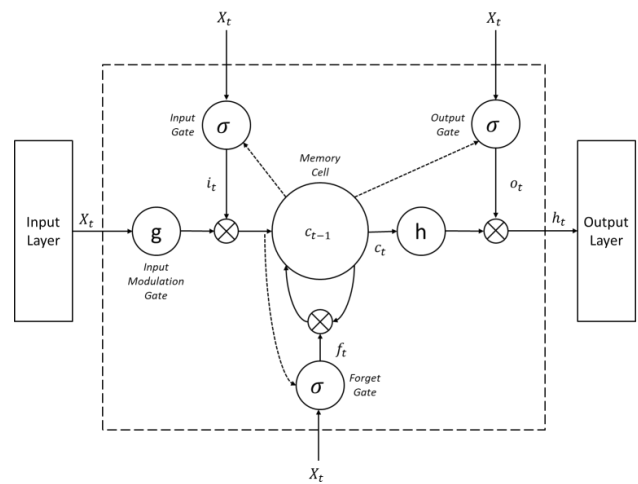 X_t
X_t
Input
Gate
σ
Output
Gate
σ
Memory
Cell
i_t
o_t
Input
Layer
X_t
g
c_{t−1}
c_t
h
h_t
Output
Layer
Input
Modulation
Gate
f_t
σ
Forget
Gate
X_t